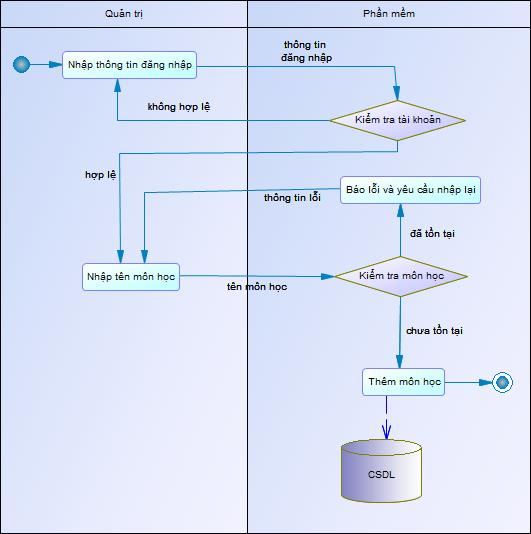 Quản trị
Phần mềm
Nhập thông tin đăng nhập
thông tin
đăng nhập
không hợp lệ
Kiểm tra tài khoản
hợp lệ
Báo lỗi và yêu cầu nhập lại
thông tin lỗi
đã tồn tại
Nhập tên môn học
tên môn học
Kiểm tra môn học
chưa tồn tại
Thêm môn học
CSDL